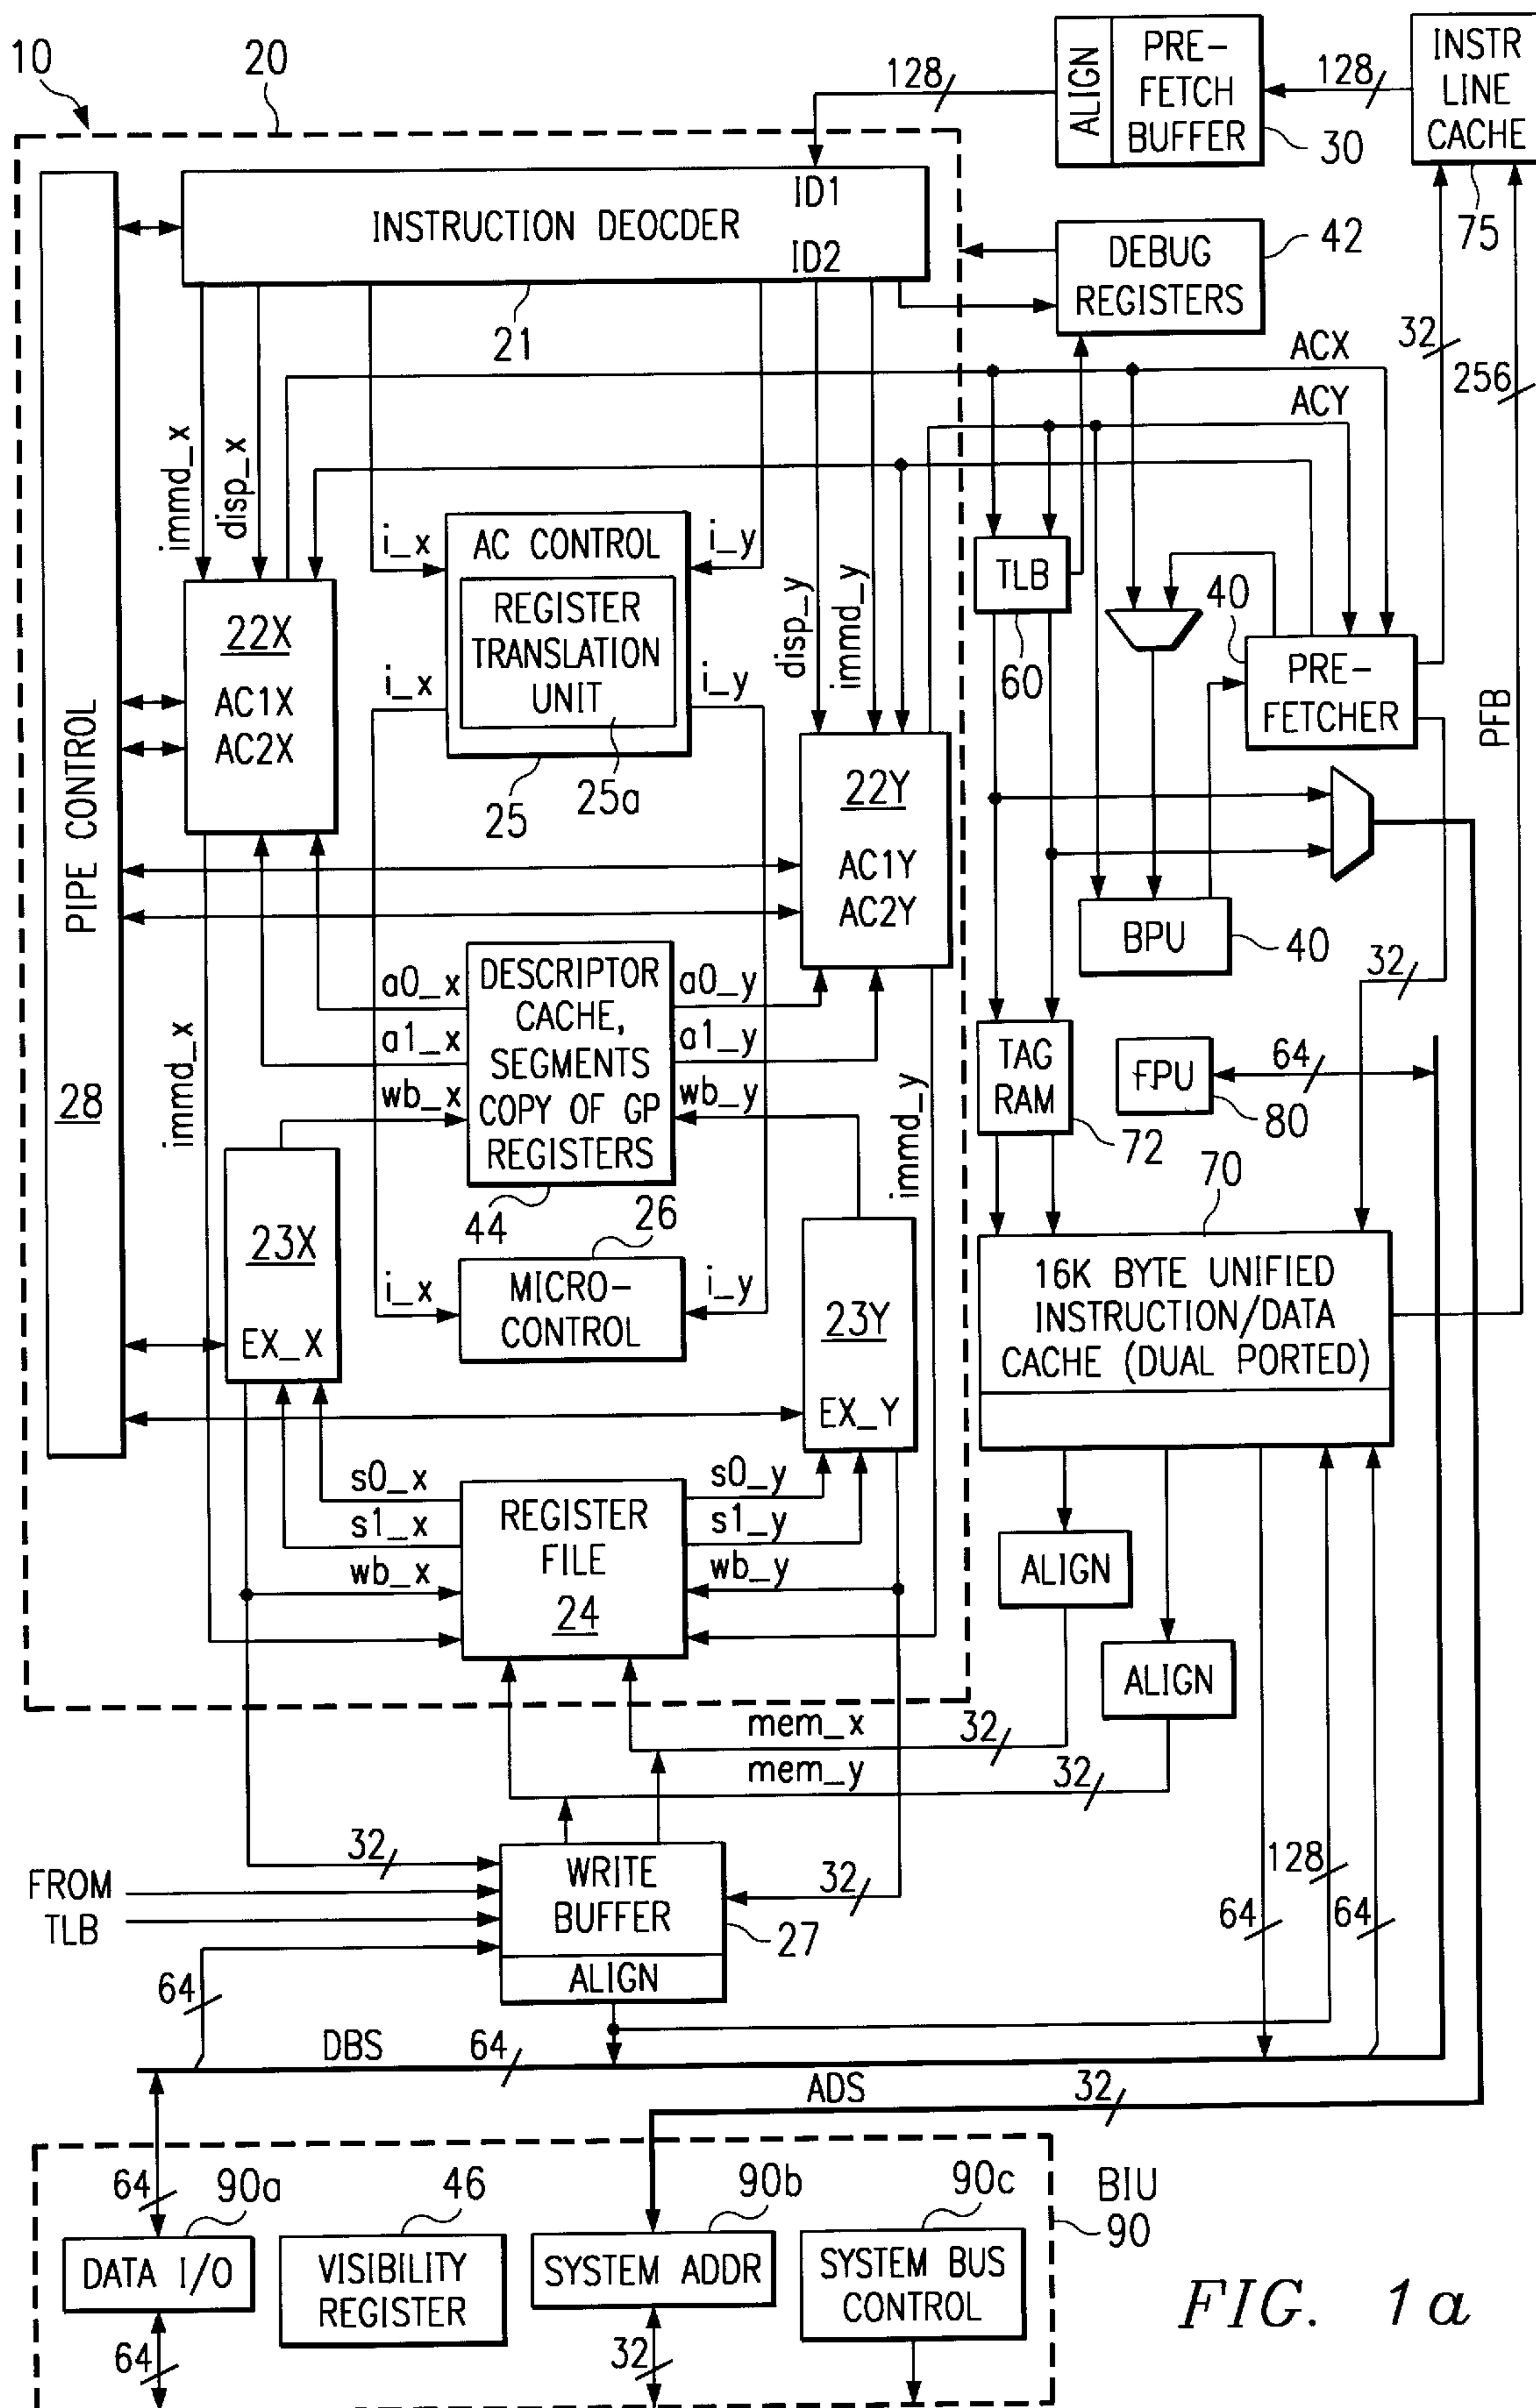 10
20
128
ALIGN
PRE-
FETCH
BUFFER
30
128
INSTR
LINE
CACHE
75
ID1
INSTRUCTION DEOCDER
ID2
21
DEBUG
REGISTERS
42
32
256
ACX
ACY
immd_x
disp_x
i_x
AC CONTROL
i_y
REGISTER
TRANSLATION
UNIT
i_x
i_y
25
25a
disp_y
immd_y
TLB
60
40
PRE-
FETCHER
PFB
22X
AC1X
AC2X
PIPE CONTROL
28
22Y
AC1Y
AC2Y
BPU
40
32
immd_x
a0_x
a1_x
wb_x
DESCRIPTOR
CACHE,
SEGMENTS
COPY OF GP
REGISTERS
a0_y
a1_y
wb_y
44
immd_y
TAG
RAM
72
FPU
80
64
70
16K BYTE UNIFIED
INSTRUCTION/DATA
CACHE (DUAL PORTED)
23X
EX_X
26
i_x
MICRO-
CONTROL
i_y
23Y
EX_Y
s0_x
s1_x
wb_x
REGISTER
FILE
24
s0_y
s1_y
wb_y
ALIGN
ALIGN
mem_x
32
mem_y
32
FROM
TLB
32
WRITE
BUFFER
ALIGN
32
27
64
128
64
64
DBS
64
ADS
32
64
90a
46
90b
90c
BIU
90
DATA I/O
VISIBILITY
REGISTER
SYSTEM ADDR
SYSTEM BUS
CONTROL
64
32
FIG. 1a